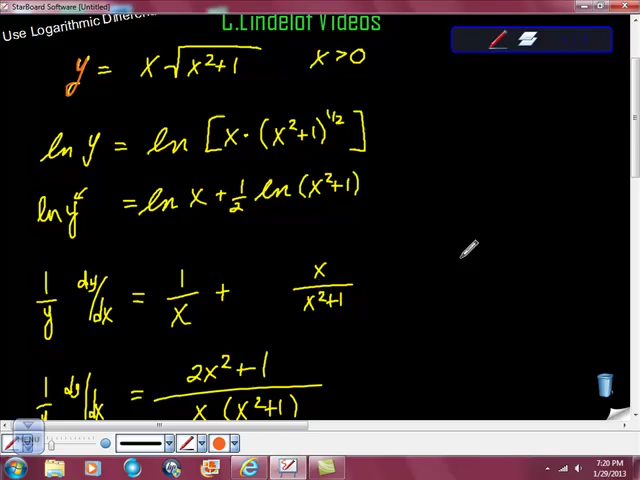 StarBoard Software [Untitled]
C.Lindelof Videos
Use Logarithmic Different
y = x √(x²+1)   x > 0
ln y = ln [x · (x²+1)^1/2]
ln y = ln x + 1/2 ln (x²+1)
1/y dy/dx = 1/x + x/(x²+1)
1/y dy/dx = (2x²+1)/(x (x²+1))
MENU
7:20 PM
1/29/2013